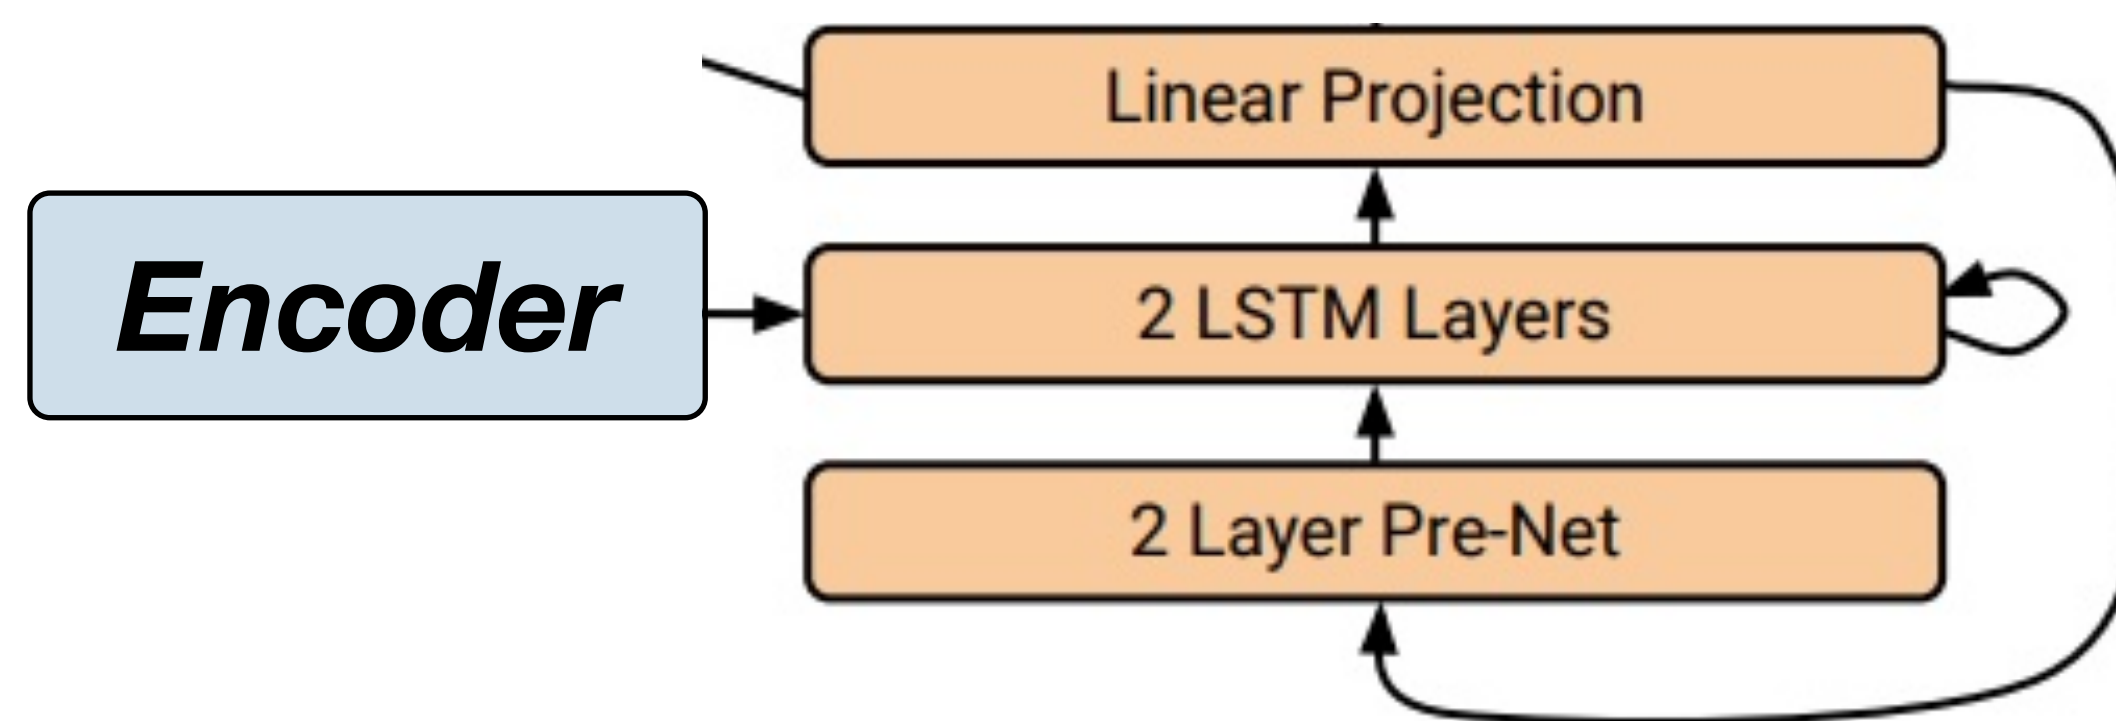 Linear Projection
Encoder
2 LSTM Layers
2 Layer Pre-Net